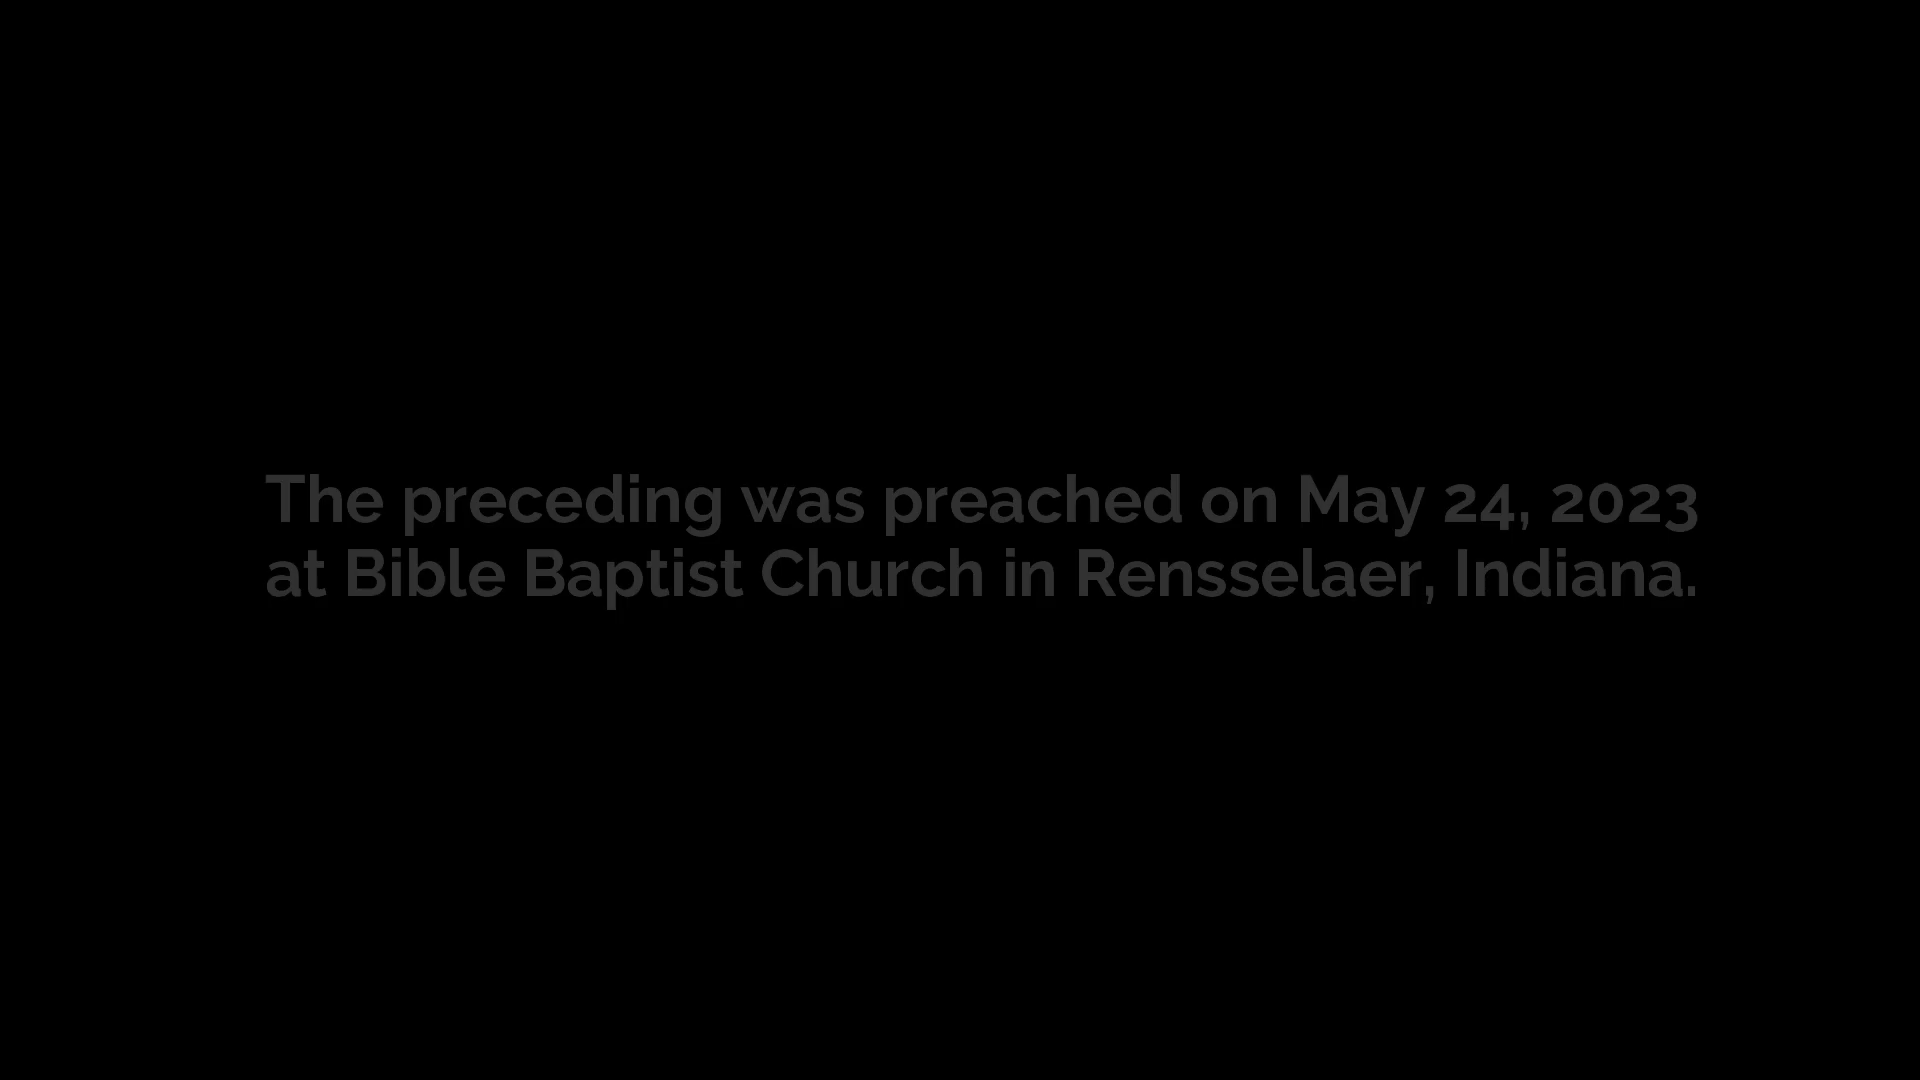 The preceding was preached on May 24, 2023
at Bible Baptist Church in Rensselaer, Indiana.